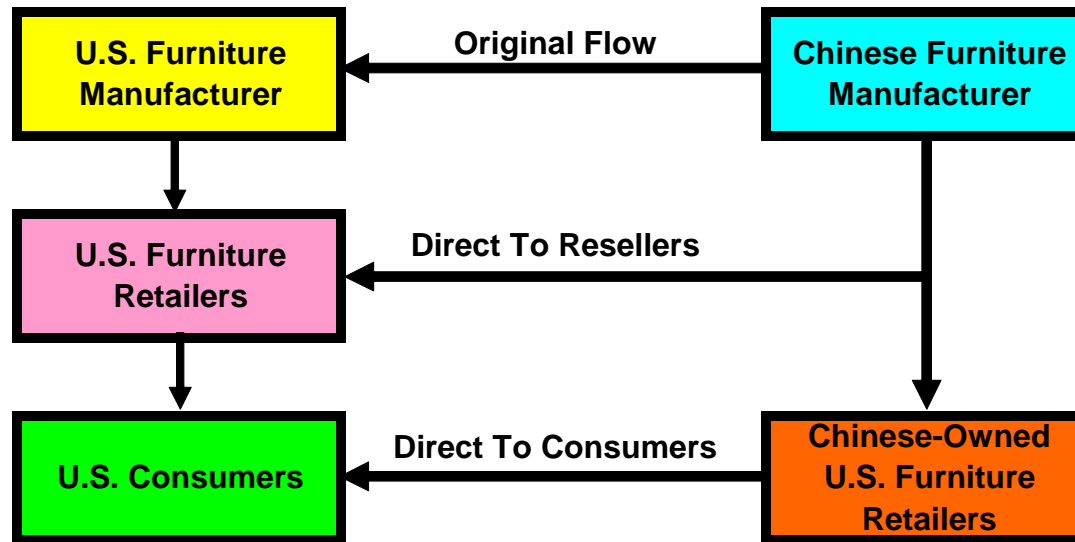 U.S. Furniture
Manufacturer
Original Flow
Chinese Furniture
Manufacturer
U.S. Furniture
Retailers
Direct To Resellers
U.S. Consumers
Direct To Consumers
Chinese-Owned
U.S. Furniture
Retailers